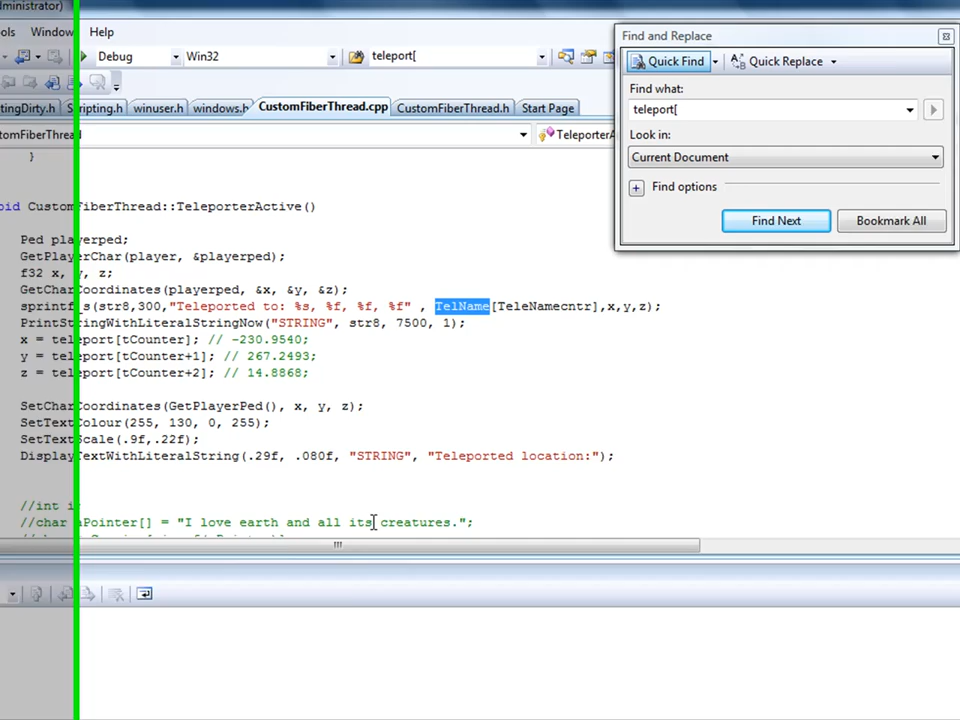 dministrator)
ols Window Help
Debug Win32 teleport[
tingDirty.h Scripting.h winuser.h windows.h CustomFiberThread.cpp CustomFiberThread.h Start Page
tomFiberThread TeleporterA
}
oid CustomFiberThread::TeleporterActive()
Ped playerped;
GetPlayerChar(player, &playerped);
f32 x, y, z;
GetCharCoordinates(playerped, &x, &y, &z);
sprintf_s(str8,300,"Teleported to: %s, %f, %f, %f" , TelName[TeleNamecntr],x,y,z);
PrintStringWithLiteralStringNow("STRING", str8, 7500, 1);
x = teleport[tCounter]; // -230.9540;
y = teleport[tCounter+1]; // 267.2493;
z = teleport[tCounter+2]; // 14.8868;
SetCharCoordinates(GetPlayerPed(), x, y, z);
SetTextColour(255, 130, 0, 255);
SetTextScale(.9f,.22f);
DisplayTextWithLiteralString(.29f, .080f, "STRING", "Teleported location:");
//int i;
//char aPointer[] = "I love earth and all its creatures.";
Find and Replace
Quick Find Quick Replace
Find what:
teleport[
Look in:
Current Document
Find options
Find Next Bookmark All